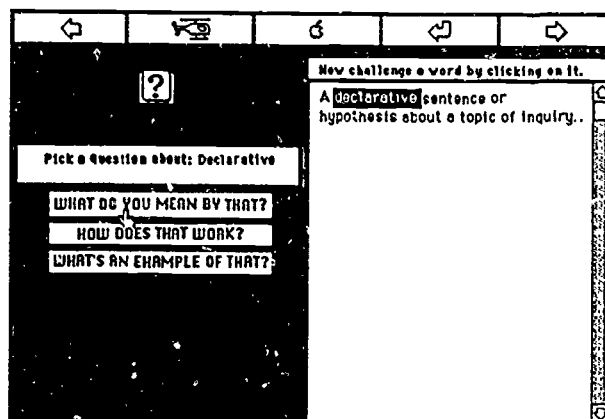 ?
Pick a Question about: Declarative
WHAT DO YOU MEAN BY THAT?
HOW DOES THAT WORK?
WHAT'S AN EXAMPLE OF THAT?
Now challenge a word by clicking on it.
A declarative sentence or
hypothesis about a topic of inquiry..